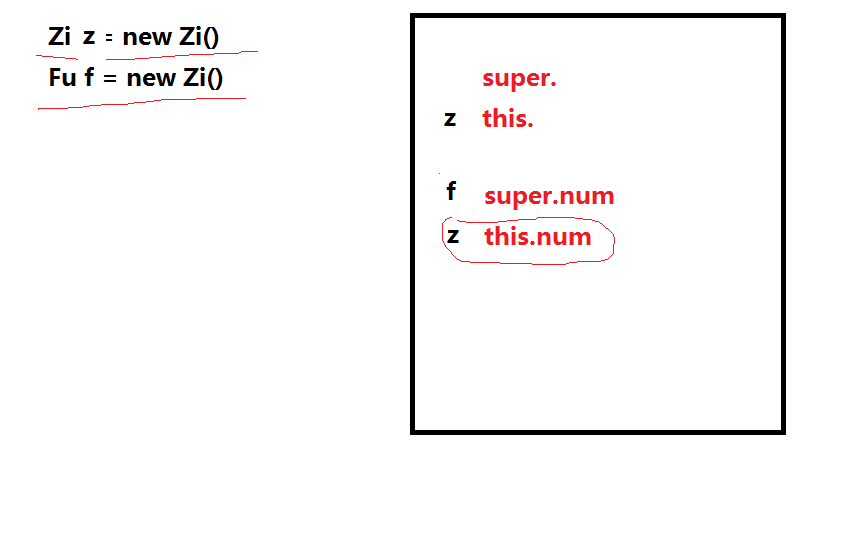 Zi z = new Zi()
Fu f = new Zi()
super.
z this.
f super.num
z this.num